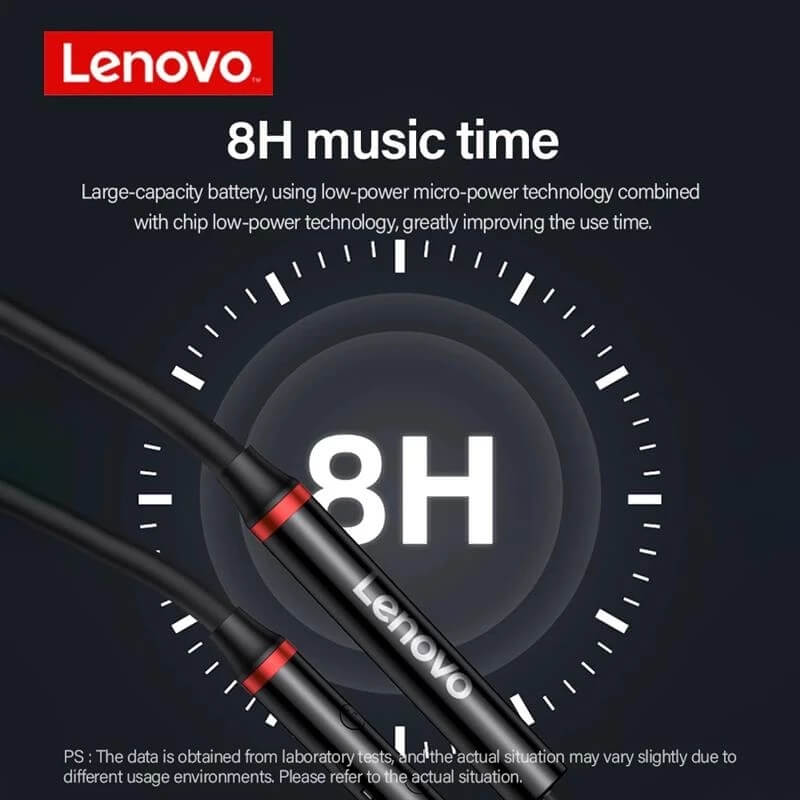 Lenovo
8H music time
Large-capacity battery, using low-power micro-power technology combined
with chip low-power technology, greatly improving the use time.
8H
Lenovo
PS : The data is obtained from laboratory tests, and the actual situation may vary slightly due to
different usage environments. Please refer to the actual situation.